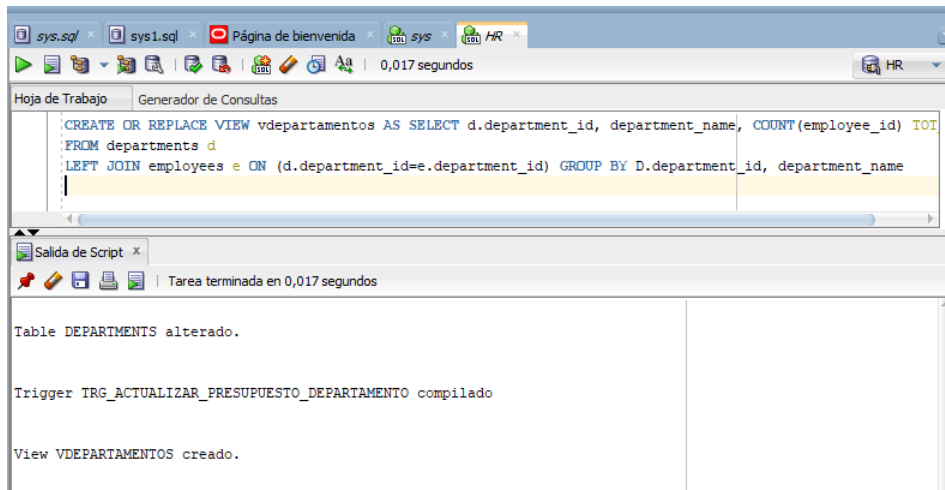 sys.sql × sys1.sql × Página de bienvenida × sys × HR ×
0,017 segundos HR
Hoja de Trabajo Generador de Consultas
CREATE OR REPLACE VIEW vdepartamentos AS SELECT d.department_id, department_name, COUNT(employee_id) TOT
FROM departments d
LEFT JOIN employees e ON (d.department_id=e.department_id) GROUP BY D.department_id, department_name
Salida de Script ×
Tarea terminada en 0,017 segundos
Table DEPARTMENTS alterado.
Trigger TRG_ACTUALIZAR_PRESUPUESTO_DEPARTAMENTO compilado
View VDEPARTAMENTOS creado.